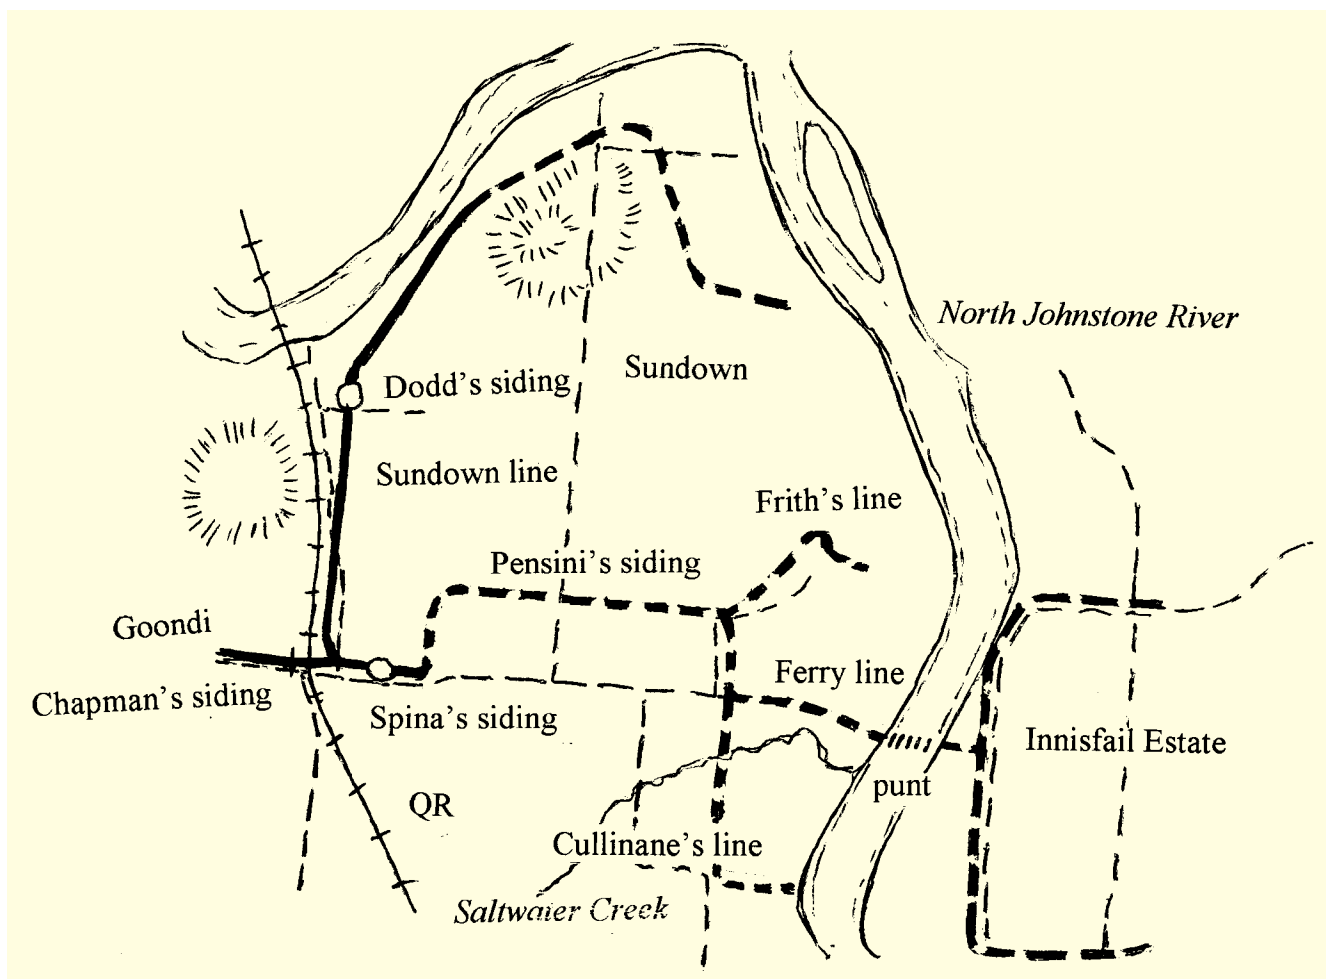 North Johnstone River
Sundown
Dodd's siding
Sundown line
Frith's line
Pensini's siding
Goondi
Ferry line
Chapman's siding
Spina's siding
Innisfail Estate
punt
QR
Cullinane's line
Saltwater Creek